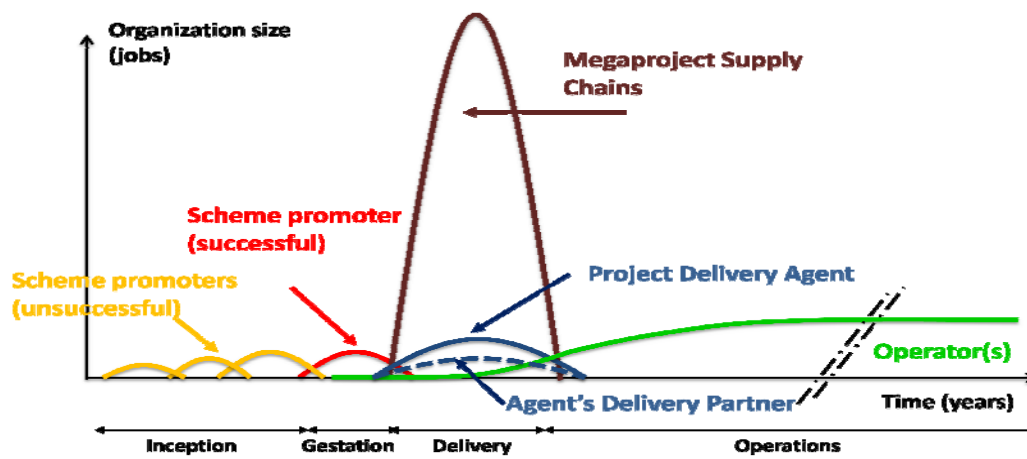 Organization size
(jobs)
Megaproject Supply
Chains
Scheme promoter
(successful)
Scheme promoters
(unsuccessful)
Project Delivery Agent
Operator(s)
Agent's Delivery Partner
Time (years)
Inception
Gestation
Delivery
Operations